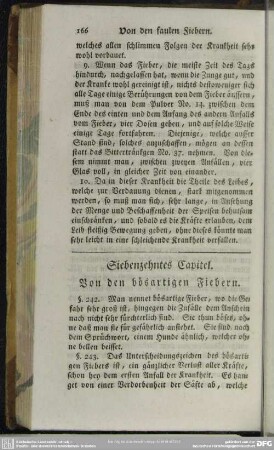 166 Von den faulen Fiebern.
welches allen schlimmen Folgen der Krankheit sehr
wohl vorbauet.
9. Wenn das Fieber, die meiste Zeit des Tags
hindurch, nachgelassen hat, wenn die Zunge gut, und
der Kranke wohl gereinigt ist, nichts destoweniger sich
alle Tage einige Berührungen von dem Fieber äussern,
muß man von dem Pulver No. 14. zwischen dem
Ende des einten und dem Anfang des andern Anfalls
vom Fieber, vier Dosen geben, und auf solche Weise
einige Tage fortfahren. Diejenige, welche ausser
Stand sind, solches anzuschaffen, mögen an dessen
statt das Bittertränkgen No. 37. nehmen. Von die-
sem nimmt man, zwischen zweyen Anfällen, vier
Glas voll, in gleicher Zeit von einander.
10. Da in dieser Krankheit die Theile des Leibes,
welche zur Verdauung dienen, stark mitgenommen
werden, so muß man sich, sehr lange, in Ansehung
der Menge und Beschaffenheit der Speisen behutsam
einschränken, und sobald es die Kräfte erlauben, dem
Leib fleißig Bewegung geben, ohne dieses könnte man
sehr leicht in eine schleichende Krankheit verfallen.
Siebenzehntes Capitel.
Von den bösartigen Fiebern.
§. 242. Man nennet bösartige Fieber, wo die Ge-
fahr sehr groß ist, hingegen die Zufälle dem Anschein
nach nicht sehr fürchterlich sind. Sie thun böses, oh-
ne daß man sie für gefährlich ansiehet. Sie sind, nach
dem Sprüchwort, einem Hunde ähnlich, welcher oh-
ne bellen beisset.
§. 243. Das Unterscheidungszeichen des bösarti-
gen Fiebers ist, ein gänzlicher Verlust aller Kräfte,
schon bey dem ersten Anfall der Krankheit. Es han-
get von einer Verdorbenheit der Säfte ab, welche
DFG